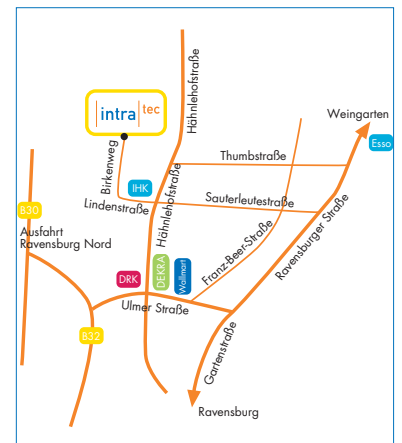 Hähnlehofstraße
|intra|tec
Weingarten
Esso
Thumbstraße
Birkenweg
IHK
Lindenstraße
Sauterleutestraße
Hähnlehofstraße
B30
Ausfahrt
Ravensburg Nord
Franz-Beer-Straße
Ravensburger Straße
DRK
DEKRA
Wallmart
Ulmer Straße
B32
Gartenstraße
Ravensburg